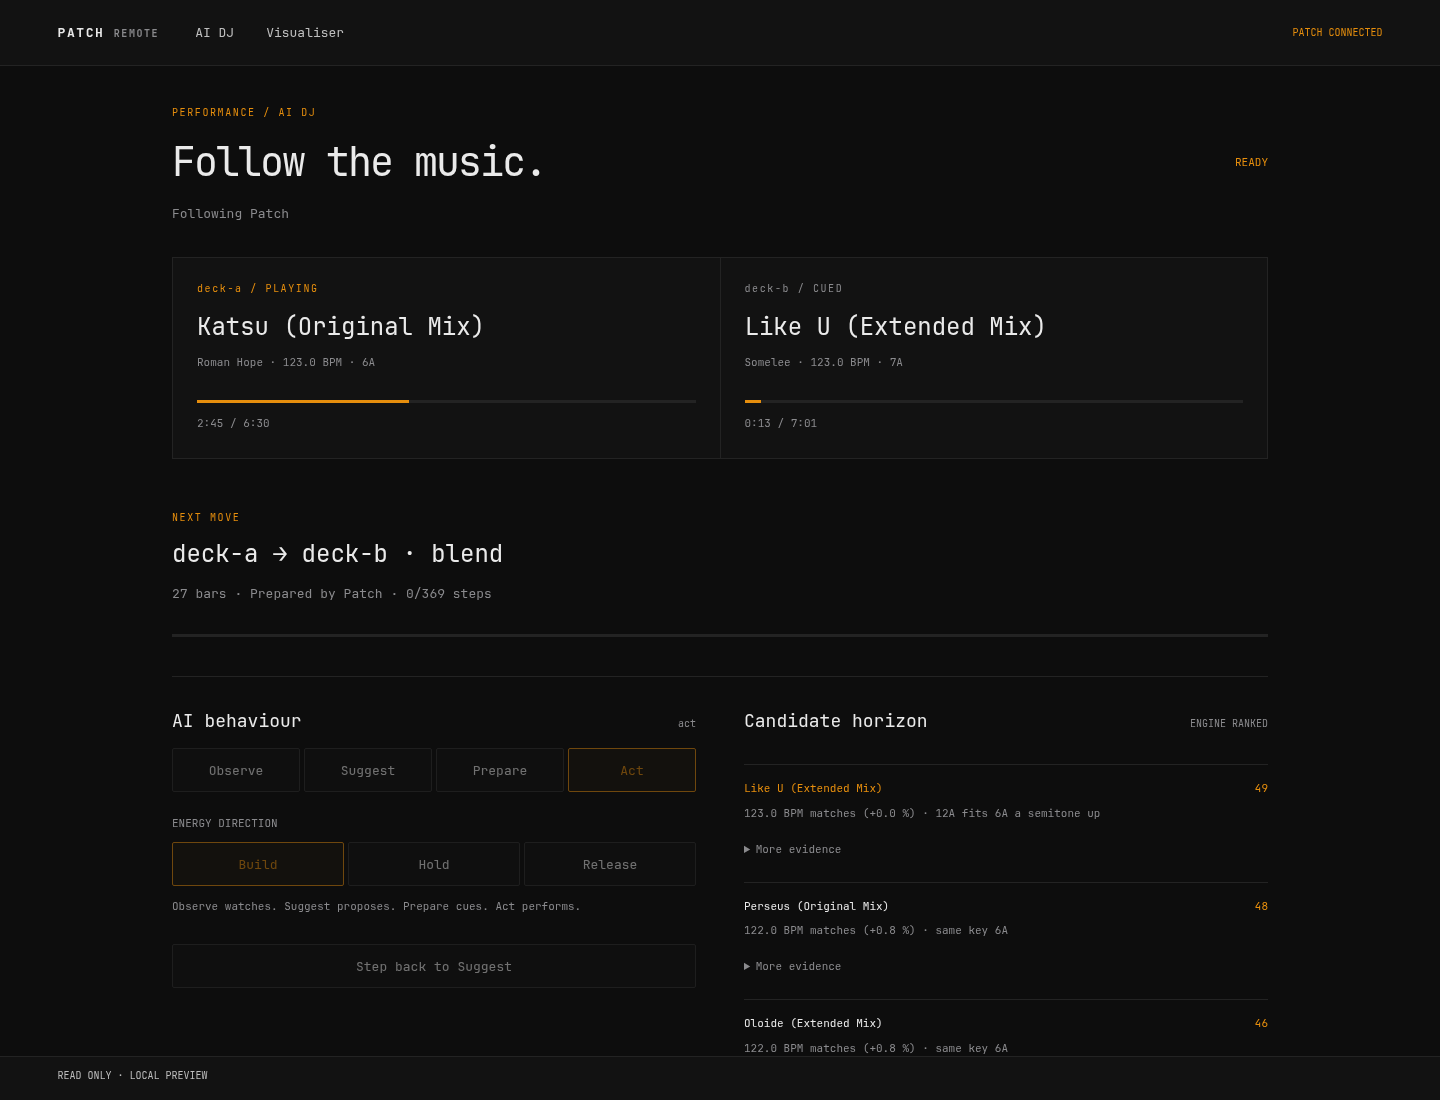 PATCH REMOTE AI DJ Visualiser PATCH CONNECTED
PERFORMANCE / AI DJ
Follow the music.
READY
Following Patch
deck-a / PLAYING
Katsu (Original Mix)
Roman Hope · 123.0 BPM · 6A
2:45 / 6:30
deck-b / CUED
Like U (Extended Mix)
Somelee · 123.0 BPM · 7A
0:13 / 7:01
NEXT MOVE
deck-a → deck-b · blend
27 bars · Prepared by Patch · 0/369 steps
AI behaviour act
Observe Suggest Prepare Act
ENERGY DIRECTION
Build Hold Release
Observe watches. Suggest proposes. Prepare cues. Act performs.
Step back to Suggest
Candidate horizon ENGINE RANKED
Like U (Extended Mix) 49
123.0 BPM matches (+0.0 %) · 12A fits 6A a semitone up
▶ More evidence
Perseus (Original Mix) 48
122.0 BPM matches (+0.8 %) · same key 6A
▶ More evidence
Oloide (Extended Mix) 46
122.0 BPM matches (+0.8 %) · same key 6A
READ ONLY · LOCAL PREVIEW